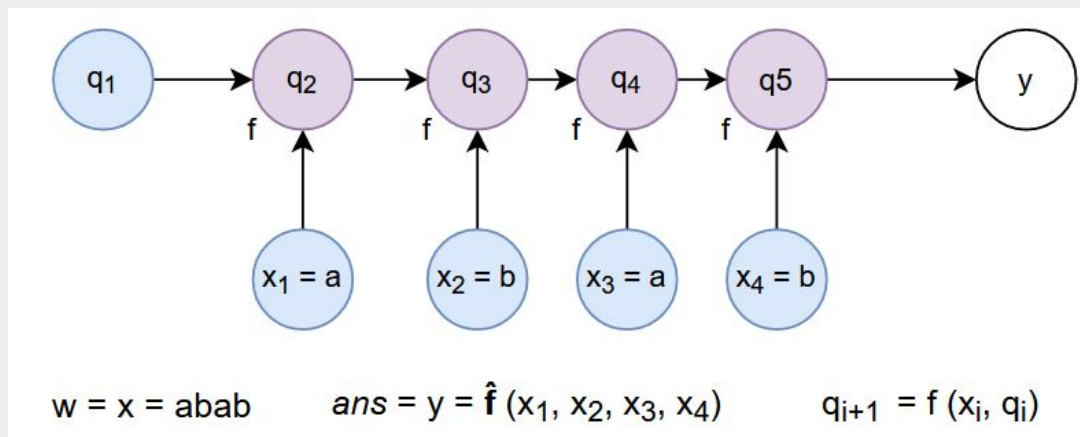 q₁ q₂ q₃ q₄ q5 y
f f f f
x₁ = a x₂ = b x₃ = a x₄ = b
w = x = abab ans = y = f̂ (x₁, x₂, x₃, x₄) qᵢ₊₁ = f (xᵢ, qᵢ)